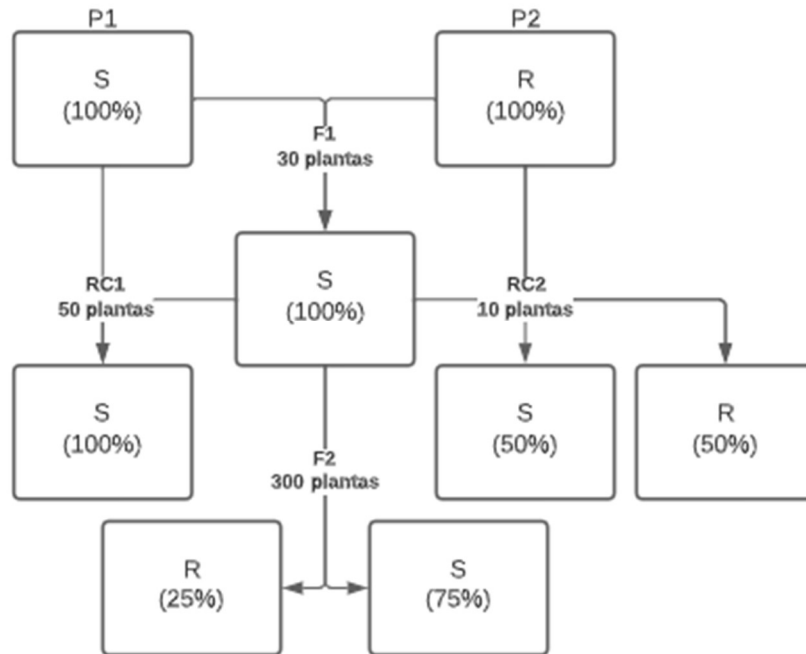 P1
P2
S
(100%)
R
(100%)
F1
30 plantas
S
(100%)
RC1
50 plantas
RC2
10 plantas
S
(100%)
S
(50%)
R
(50%)
F2
300 plantas
R
(25%)
S
(75%)